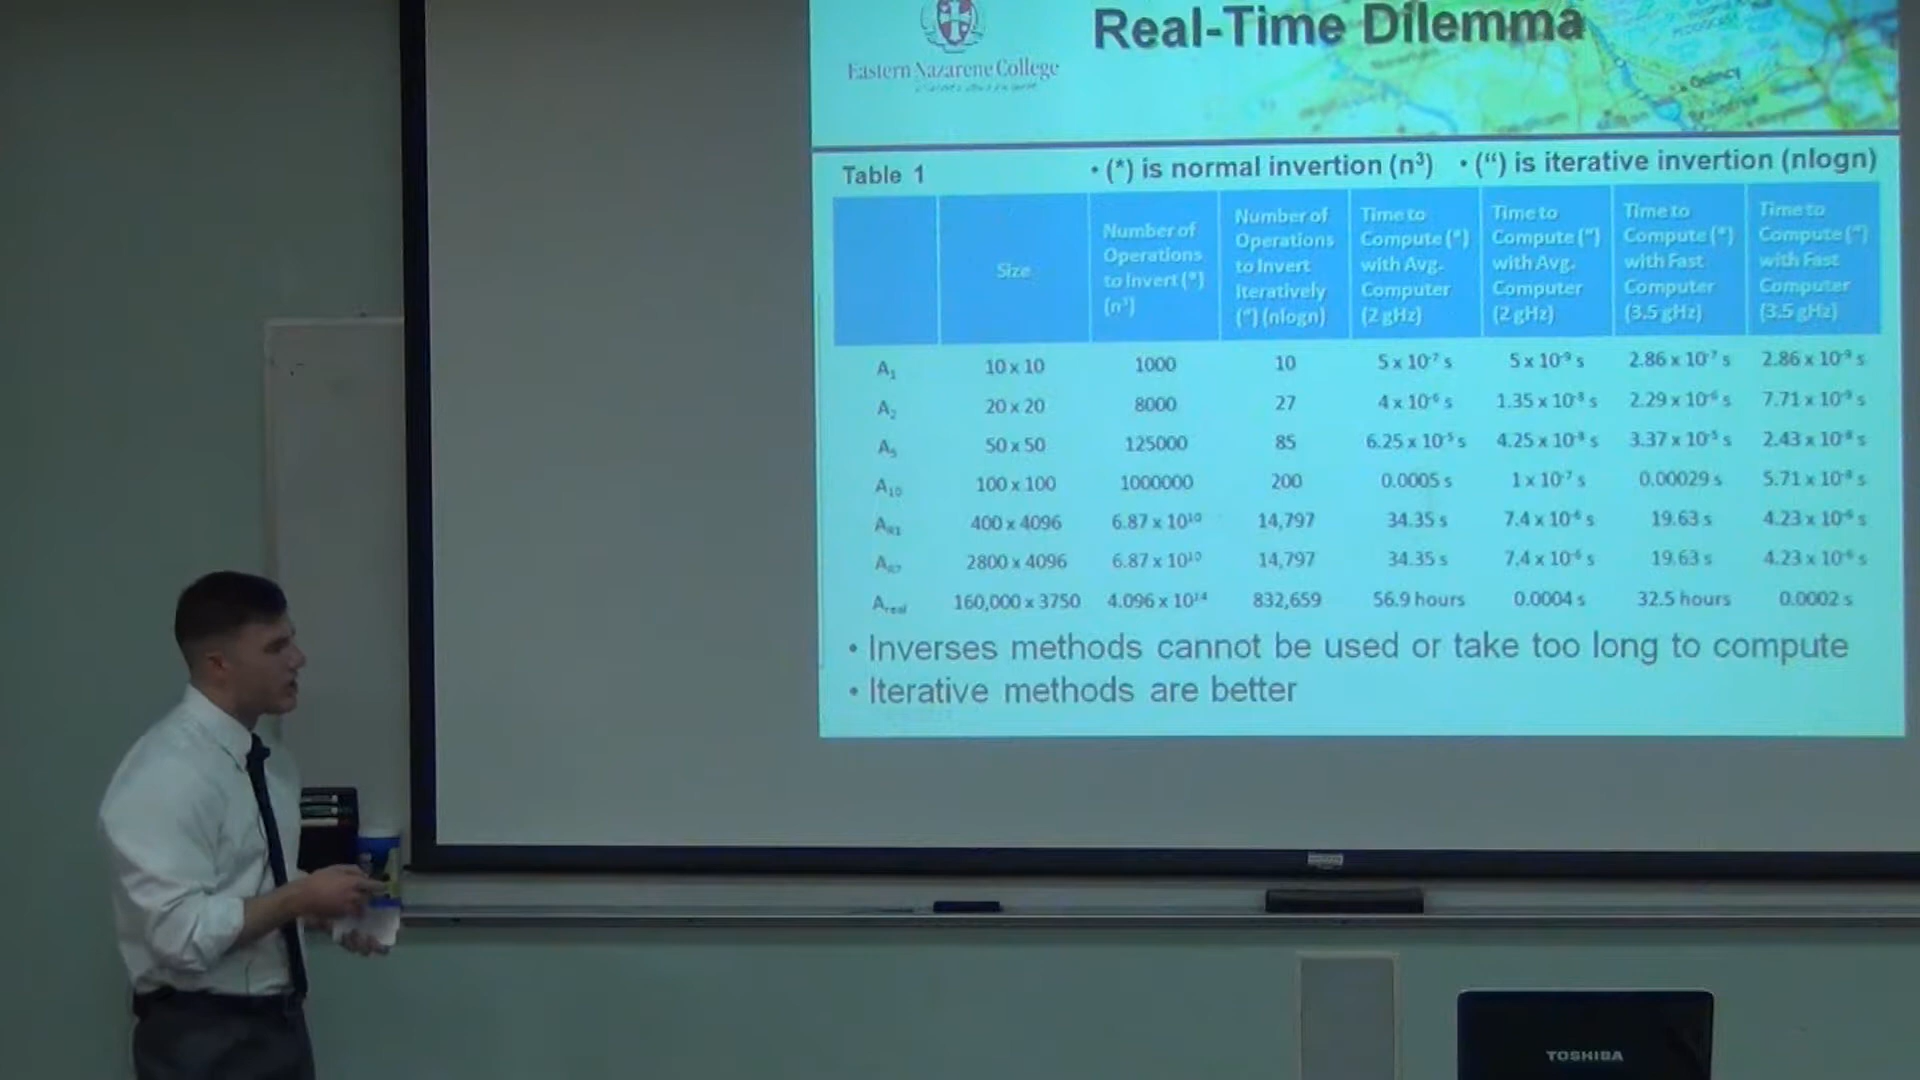 Real-Time Dilemma
Eastern Nazarene College
Quincy
Table 1
• (*) is normal invertion (n³) • (“) is iterative invertion (nlogn)
Size
Number of Operations to Invert (*) (n³)
Number of Operations to Invert Iteratively (") (nlogn)
Time to Compute (*) with Avg. Computer (2 gHz)
Time to Compute (") with Avg. Computer (2 gHz)
Time to Compute (*) with Fast Computer (3.5 gHz)
Time to Compute (") with Fast Computer (3.5 gHz)
A₁ 10 x 10 1000 10 5 x 10⁻⁷ s 5 x 10⁻⁹ s 2.86 x 10⁻⁷ s 2.86 x 10⁻⁹ s
A₂ 20 x 20 8000 27 4 x 10⁻⁶ s 1.35 x 10⁻⁸ s 2.29 x 10⁻⁶ s 7.71 x 10⁻⁹ s
A₅ 50 x 50 125000 85 6.25 x 10⁻⁵ s 4.25 x 10⁻⁸ s 3.37 x 10⁻⁵ s 2.43 x 10⁻⁸ s
A₁₀ 100 x 100 1000000 200 0.0005 s 1 x 10⁻⁷ s 0.00029 s 5.71 x 10⁻⁸ s
A_R1 400 x 4096 6.87 x 10¹⁰ 14,797 34.35 s 7.4 x 10⁻⁶ s 19.63 s 4.23 x 10⁻⁶ s
A_R7 2800 x 4096 6.87 x 10¹⁰ 14,797 34.35 s 7.4 x 10⁻⁶ s 19.63 s 4.23 x 10⁻⁶ s
A_real 160,000 x 3750 4.096 x 10¹⁴ 832,659 56.9 hours 0.0004 s 32.5 hours 0.0002 s
• Inverses methods cannot be used or take too long to compute
• Iterative methods are better
TOSHIBA